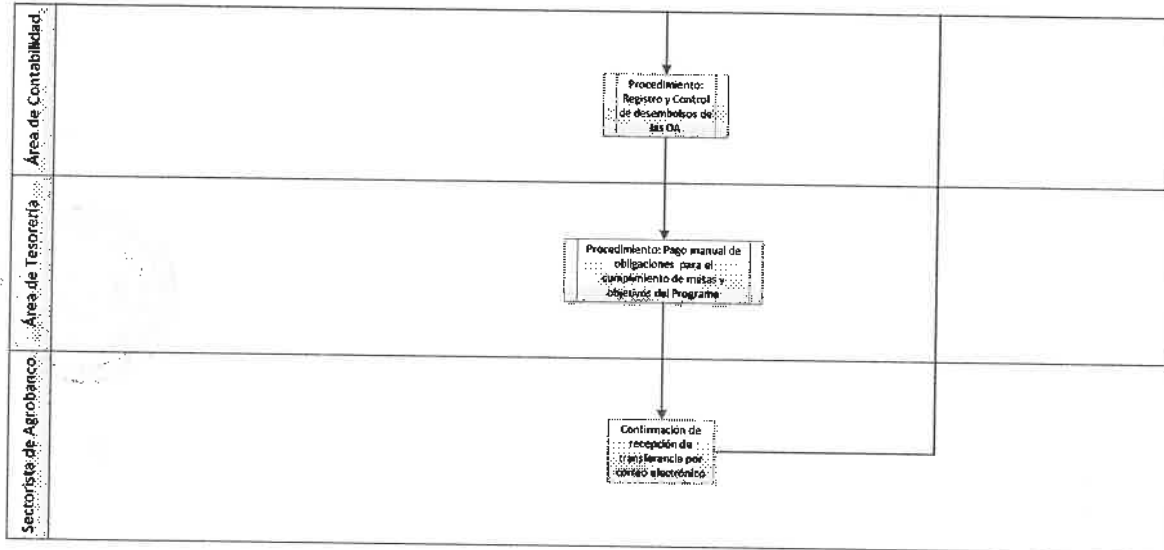 Área de Contabilidad
Procedimiento:
Registro y Control
de desembolsos de
las OA
Área de Tesorería
Procedimiento: Pago manual de
obligaciones para el
cumplimiento de metas y
objetivos del Programa
Sectorista de Agrobanco
Confirmación de
recepción de
transferencia por
correo electrónico